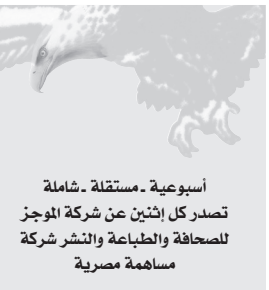 أسبوعية ـ مستقلة ـ شاملة
تصدر كل إثنين عن شركة الموجز
للصحافة والطباعة والنشر شركة
مساهمة مصرية